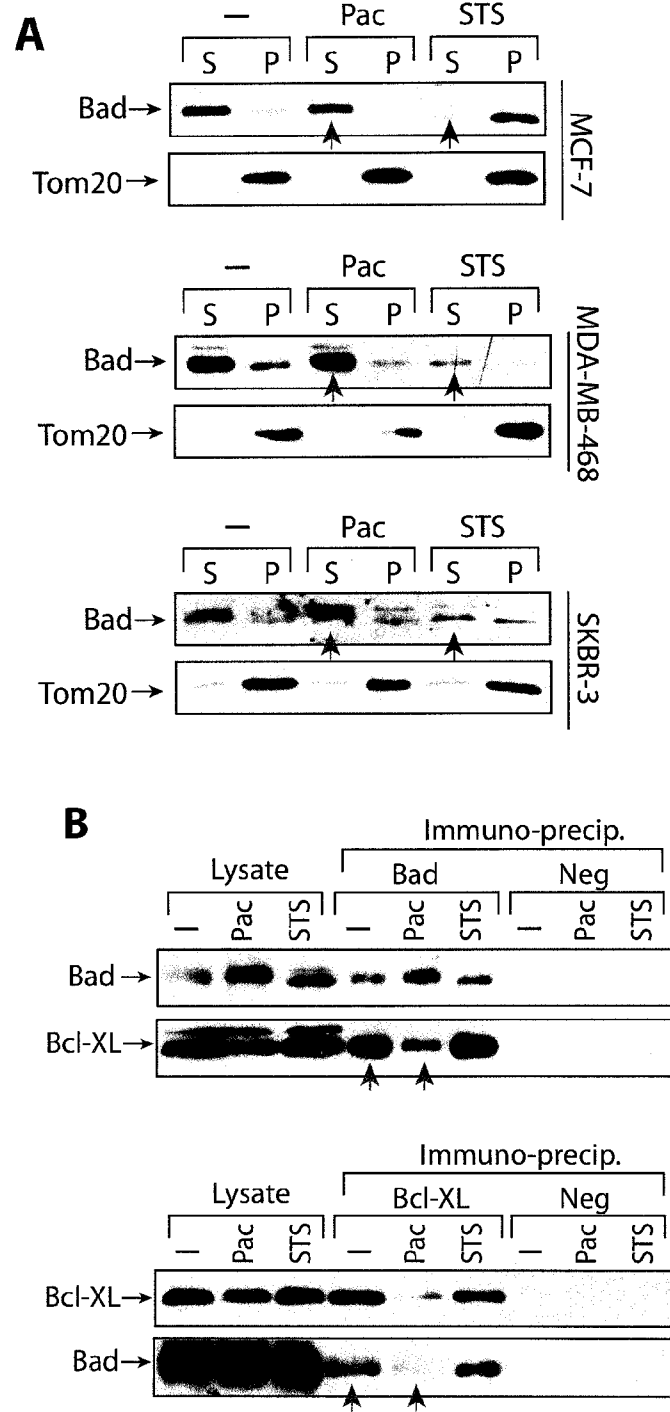 A
– Pac STS
S P S P S P
Bad→
Tom20→
MCF-7
– Pac STS
S P S P S P
Bad→
Tom20→
MDA-MB-468
– Pac STS
S P S P S P
Bad→
Tom20→
SKBR-3
B
Immuno-precip.
Lysate Bad Neg
– Pac STS – Pac STS – Pac STS
Bad→
Bcl-XL→
Immuno-precip.
Lysate Bcl-XL Neg
– Pac STS – Pac STS – Pac STS
Bcl-XL→
Bad→